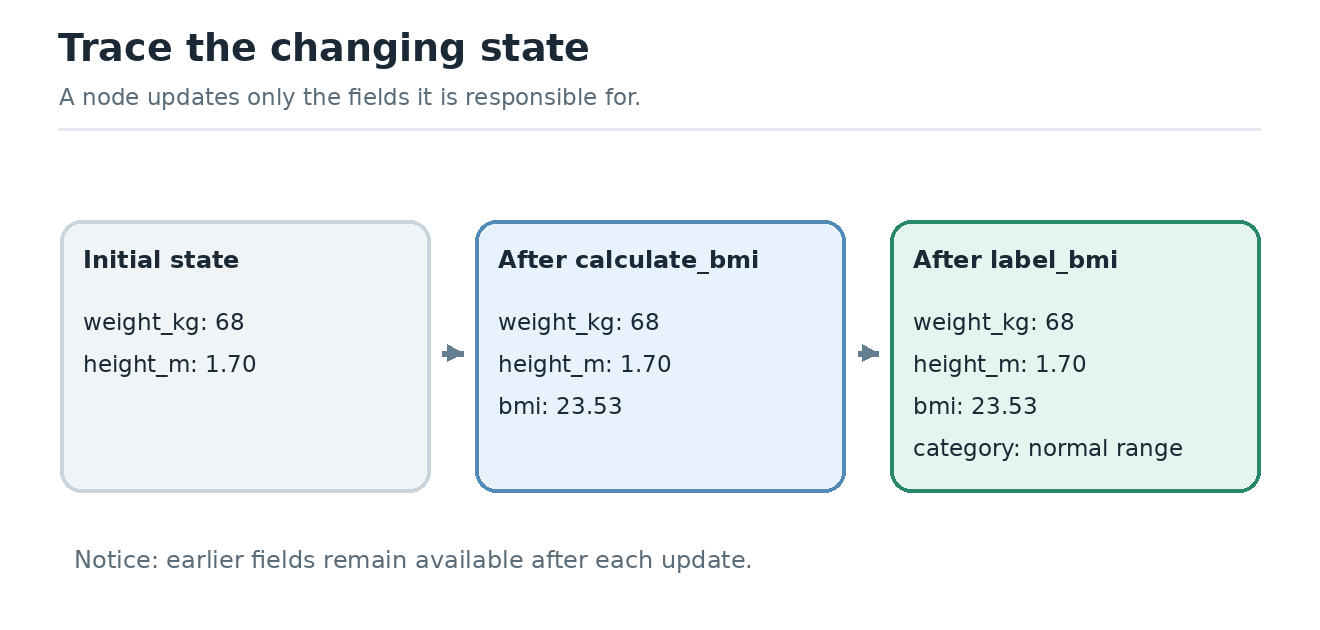 Trace the changing state
A node updates only the fields it is responsible for.
Initial state
weight_kg: 68
height_m: 1.70
After calculate_bmi
weight_kg: 68
height_m: 1.70
bmi: 23.53
After label_bmi
weight_kg: 68
height_m: 1.70
bmi: 23.53
category: normal range
Notice: earlier fields remain available after each update.